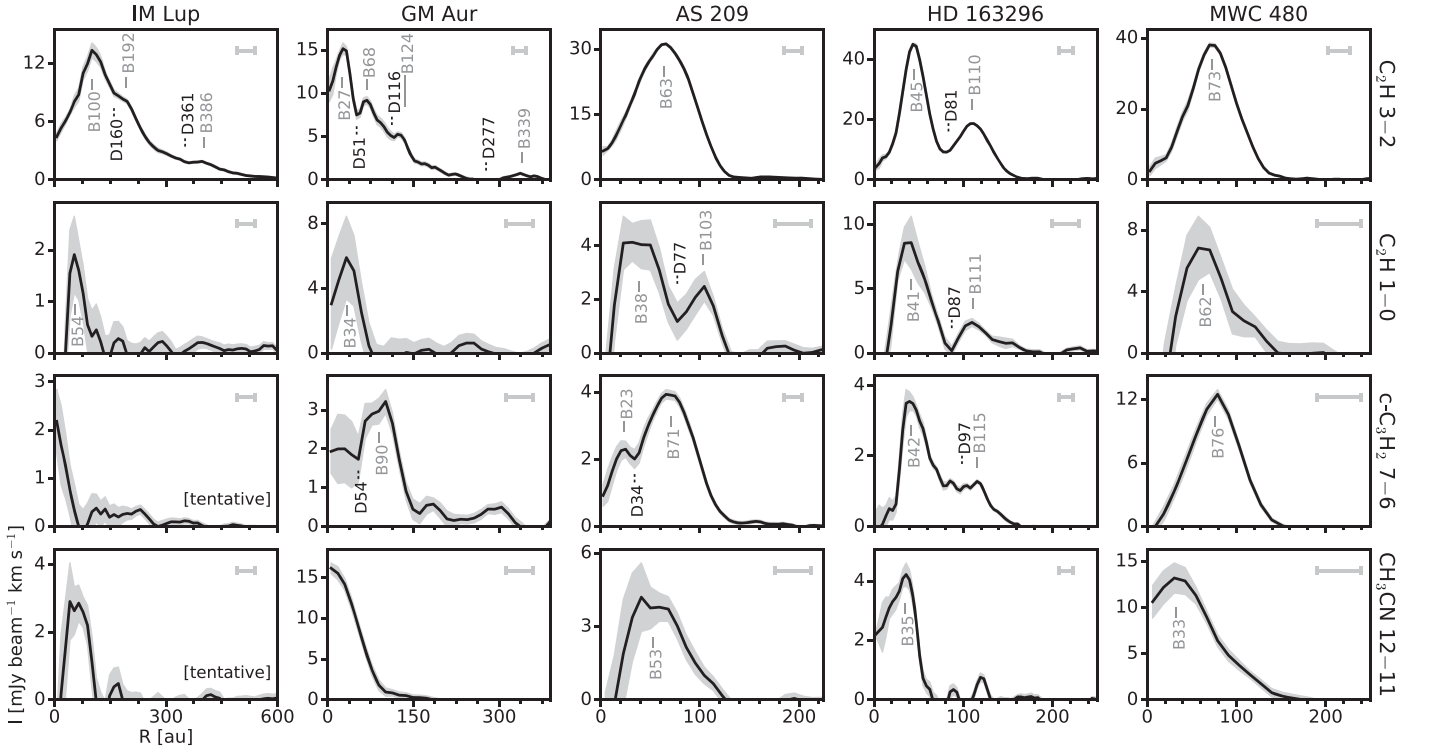 IM Lup GM Aur AS 209 HD 163296 MWC 480
12
6
0
B100
D160
B192
D361
B386
15
10
5
0
B27
D51
B68
D116
B124
D277
B339
30
15
0
B63
40
20
0
B45
D81
B110
40
20
0
B73
C₂H 3−2
2
1
0
B54
8
4
0
B34
4
2
0
B38
D77
B103
10
5
0
B41
D87
B111
8
4
0
B62
C₂H 1−0
3
2
1
0
[tentative]
3
2
1
0
D54
B90
4
2
0
B23
D34
B71
4
2
0
B42
D97
B115
12
6
0
B76
c-C₃H₂ 7−6
4
2
0
[tentative]
15
10
5
0
6
3
0
B53
4
2
0
B35
15
10
5
0
B33
CH₃CN 12−11
I [mJy beam⁻¹ km s⁻¹]
0 200 400 600
0 150 300
0 100 200
0 100 200
0 100 200
R [au]